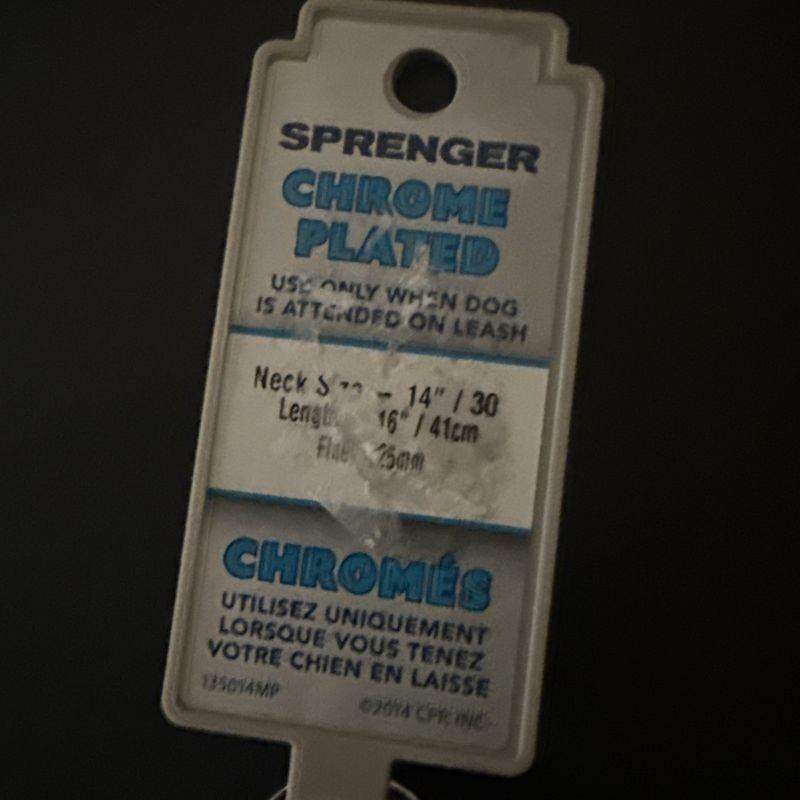 SPRENGER
CHROME
PLATED
USE ONLY WHEN DOG
IS ATTENDED ON LEASH
Neck 14" / 30
Length 16" / 41cm
25mm
CHROMÉS
UTILISEZ UNIQUEMENT
LORSQUE VOUS TENEZ
VOTRE CHIEN EN LAISSE
135014MP
©2014 CPR, INC.